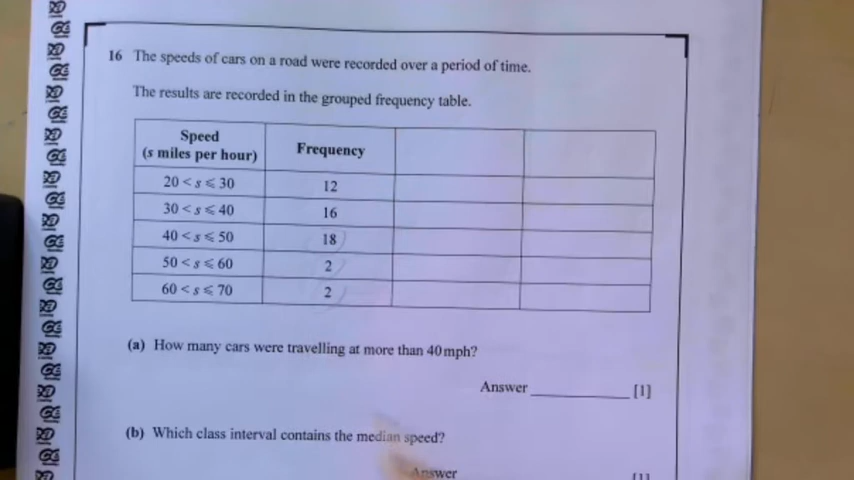 16 The speeds of cars on a road were recorded over a period of time.
The results are recorded in the grouped frequency table.
Speed
(s miles per hour)
Frequency
20 < s ⩽ 30 12
30 < s ⩽ 40 16
40 < s ⩽ 50 18
50 < s ⩽ 60 2
60 < s ⩽ 70 2
(a) How many cars were travelling at more than 40 mph?
Answer ____________ [1]
(b) Which class interval contains the median speed?
Answer [1]